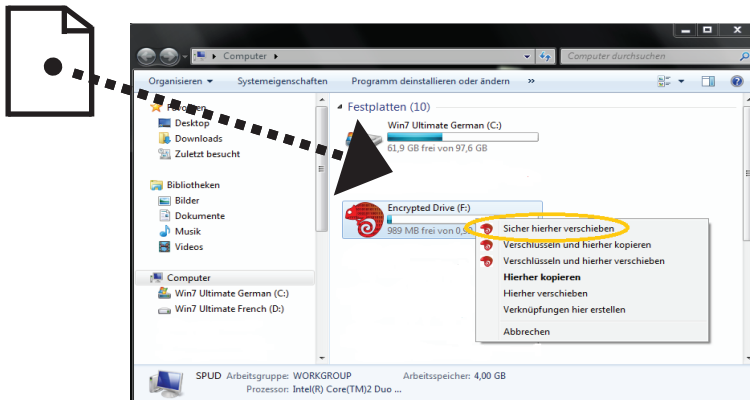 Computer
Computer durchsuchen
Organisieren Systemeigenschaften Programm deinstallieren oder ändern »
Favoriten
Desktop
Downloads
Zuletzt besucht
Bibliotheken
Bilder
Dokumente
Musik
Videos
Computer
Win7 Ultimate German (C:)
Win7 Ultimate French (D:)
Festplatten (10)
Win7 Ultimate German (C:)
61,9 GB frei von 97,6 GB
Encrypted Drive (F:)
989 MB frei von
Sicher hierher verschieben
Verschlüsseln und hierher kopieren
Verschlüsseln und hierher verschieben
Hierher kopieren
Hierher verschieben
Verknüpfungen hier erstellen
Abbrechen
SPUD Arbeitsgruppe: WORKGROUP Arbeitsspeicher: 4,00 GB
Prozessor: Intel(R) Core(TM)2 Duo ...